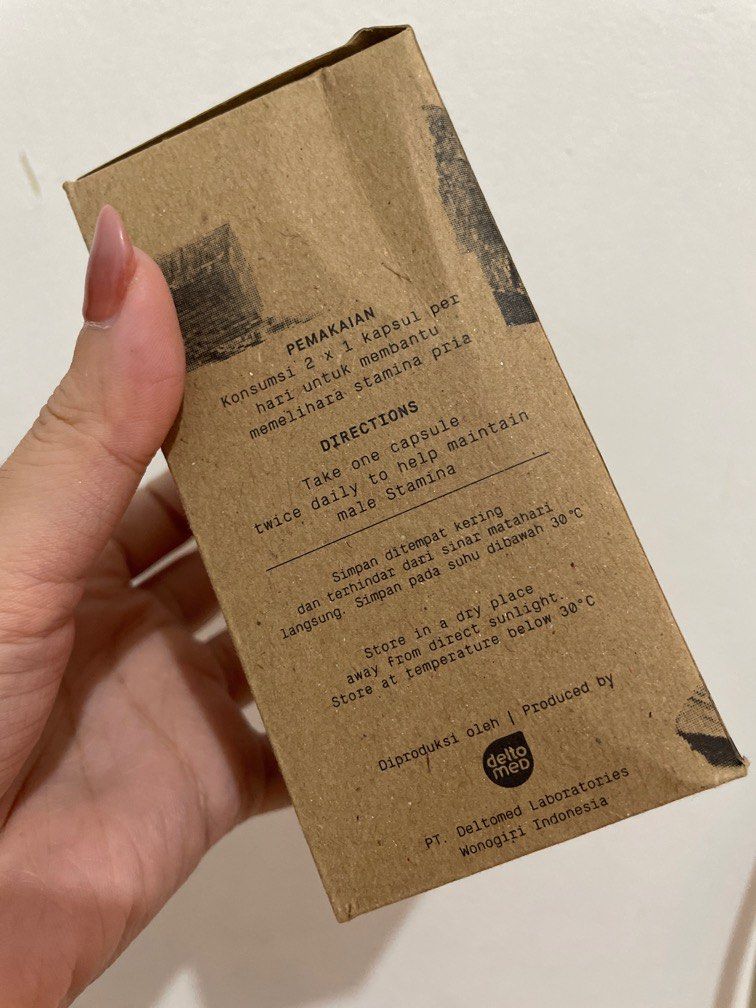 PEMAKAIAN
Konsumsi 2 x 1 kapsul per
hari untuk membantu
memelihara stamina pria
DIRECTIONS
Take one capsule
twice daily to help maintain
male Stamina
Simpan ditempat kering
dan terhindar dari sinar matahari
langsung. Simpan pada suhu dibawah 30°C
Store in a dry place
away from direct sunlight.
Store at temperature below 30°C
Diproduksi oleh | Produced by
delto
MED
PT. Deltomed Laboratories
Wonogiri Indonesia